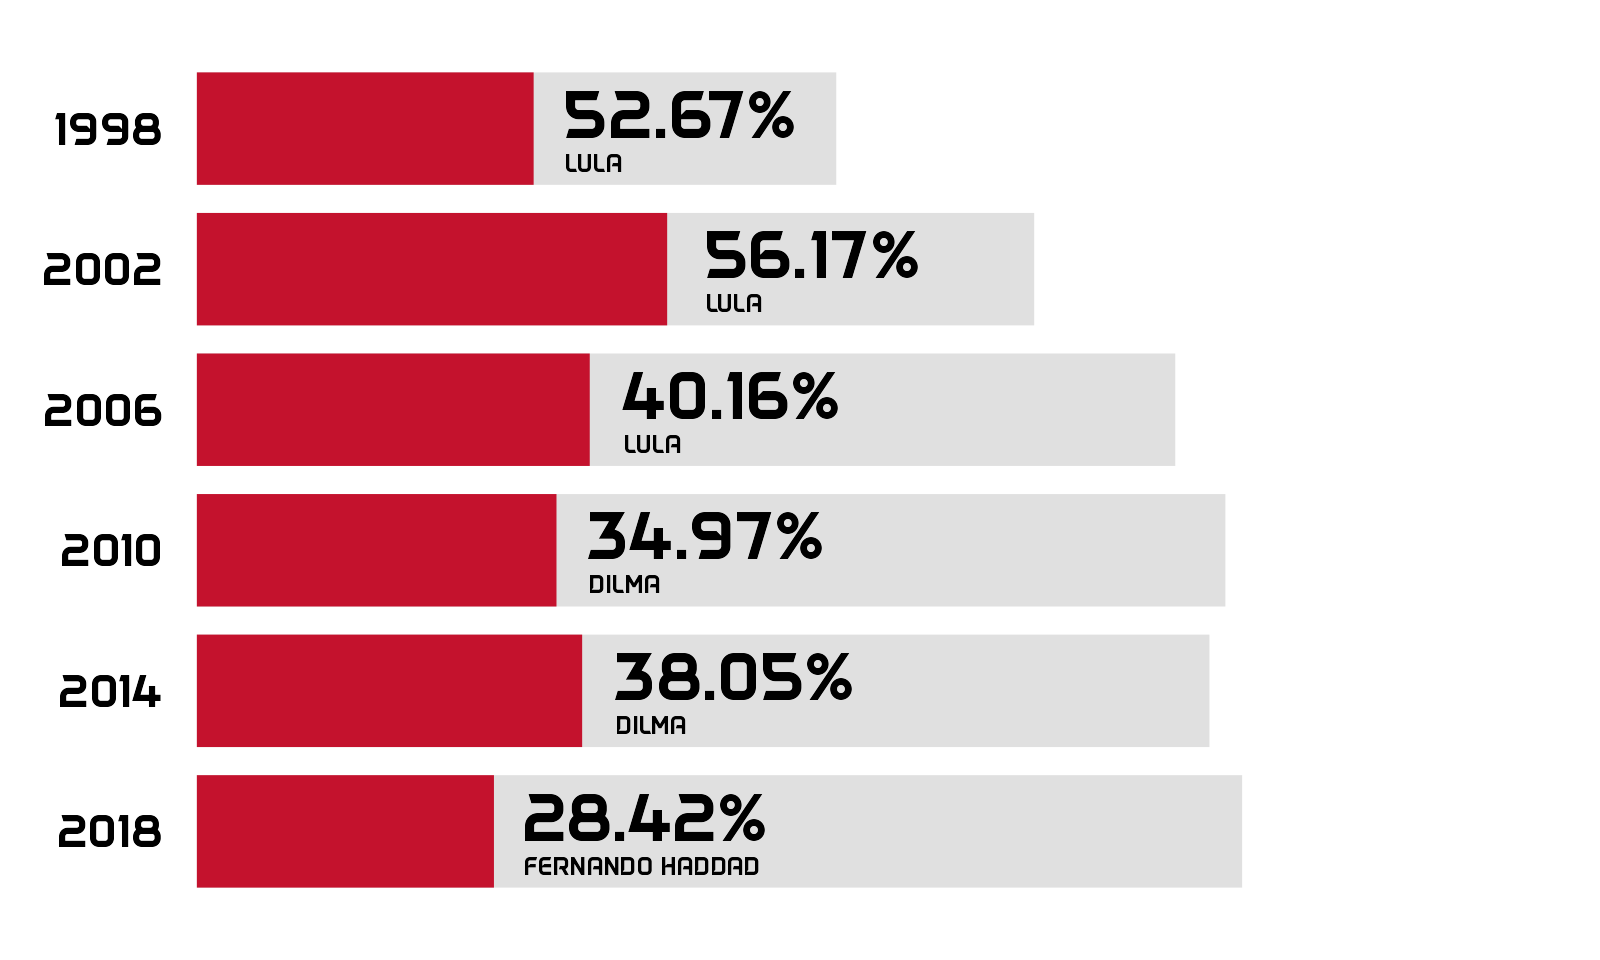 1998
52.67%
LULA
2002
56.17%
LULA
2006
40.16%
LULA
2010
34.97%
DILMA
2014
38.05%
DILMA
2018
28.42%
FERNANDO HADDAD